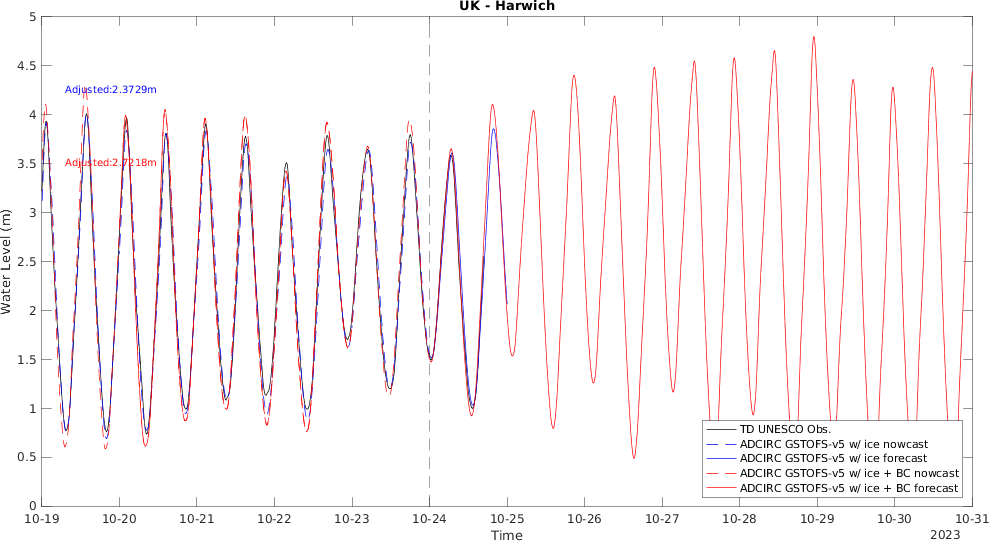 UK - Harwich
5
4.5
4
3.5
3
2.5
2
1.5
1
0.5
0
Water Level (m)
Adjusted:2.3729m
Adjusted:2.7218m
TD UNESCO Obs.
ADCIRC GSTOFS-v5 w/ ice nowcast
ADCIRC GSTOFS-v5 w/ ice forecast
ADCIRC GSTOFS-v5 w/ ice + BC nowcast
ADCIRC GSTOFS-v5 w/ ice + BC forecast
10-19 10-20 10-21 10-22 10-23 10-24 10-25 10-26 10-27 10-28 10-29 10-30 10-31
Time
2023